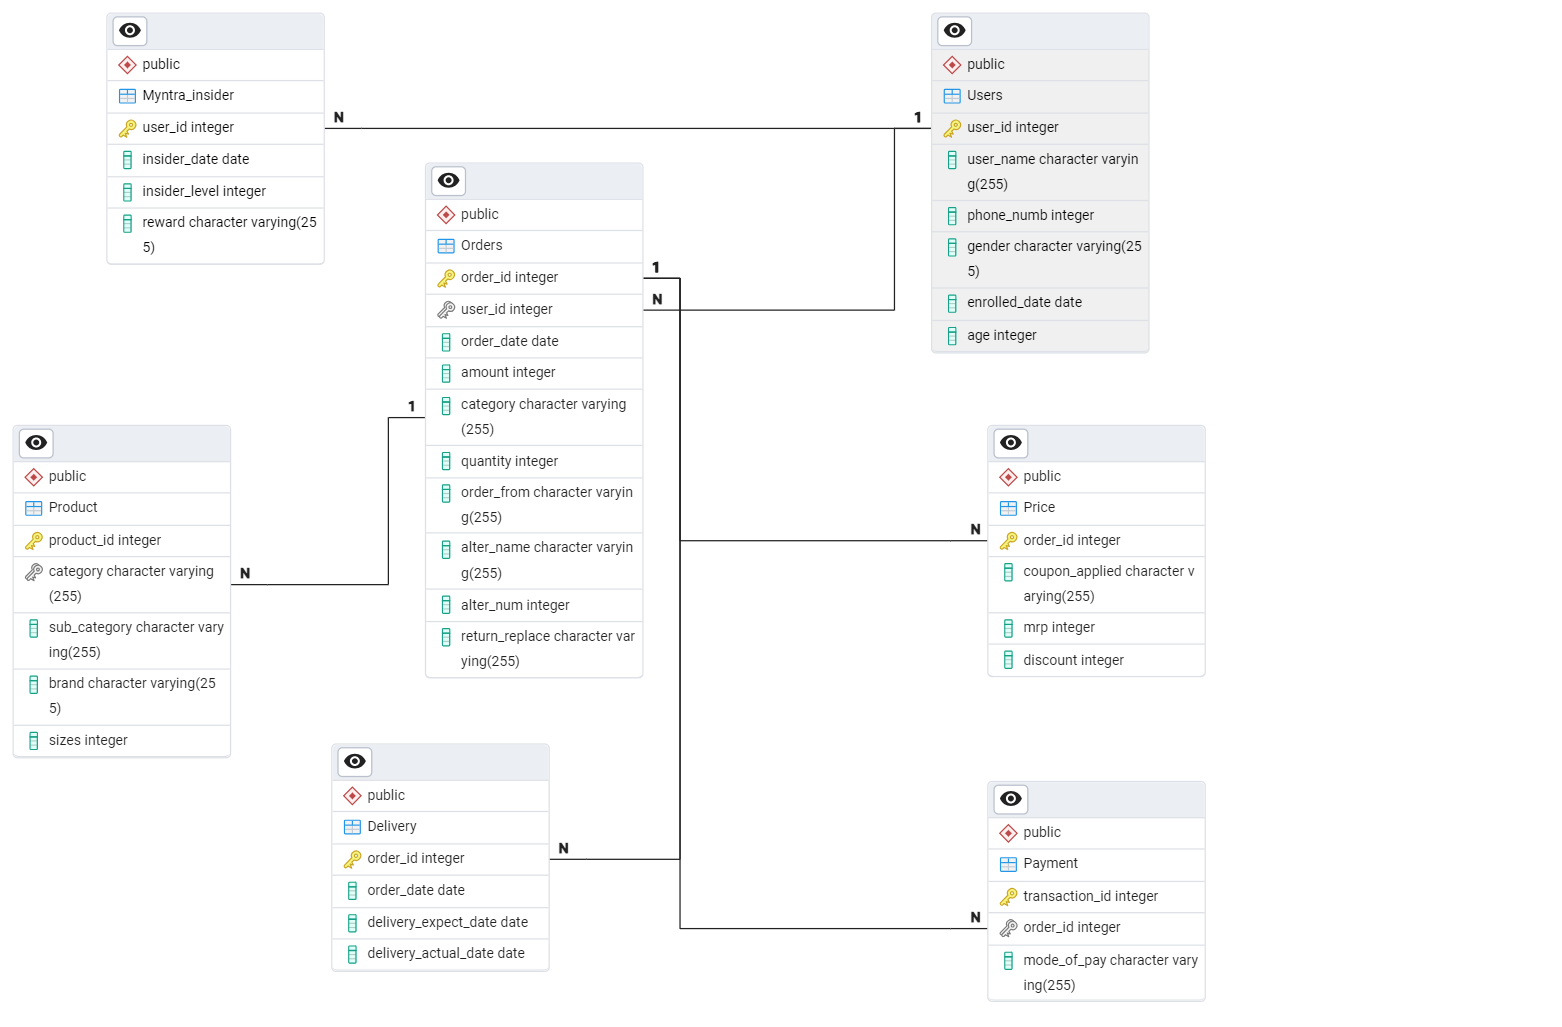 public
Myntra_insider
user_id integer
insider_date date
insider_level integer
reward character varying(25
5)
N
1
public
Users
user_id integer
user_name character varyin
g(255)
phone_numb integer
gender character varying(25
5)
enrolled_date date
age integer
public
Orders
order_id integer
user_id integer
order_date date
amount integer
category character varying
(255)
quantity integer
order_from character varyin
g(255)
alter_name character varyin
g(255)
alter_num integer
return_replace character var
ying(255)
1
N
1
public
Product
product_id integer
category character varying
(255)
sub_category character vary
ing(255)
brand character varying(25
5)
sizes integer
N
N
public
Price
order_id integer
coupon_applied character v
arying(255)
mrp integer
discount integer
public
Delivery
order_id integer
order_date date
delivery_expect_date date
delivery_actual_date date
N
N
public
Payment
transaction_id integer
order_id integer
mode_of_pay character vary
ing(255)